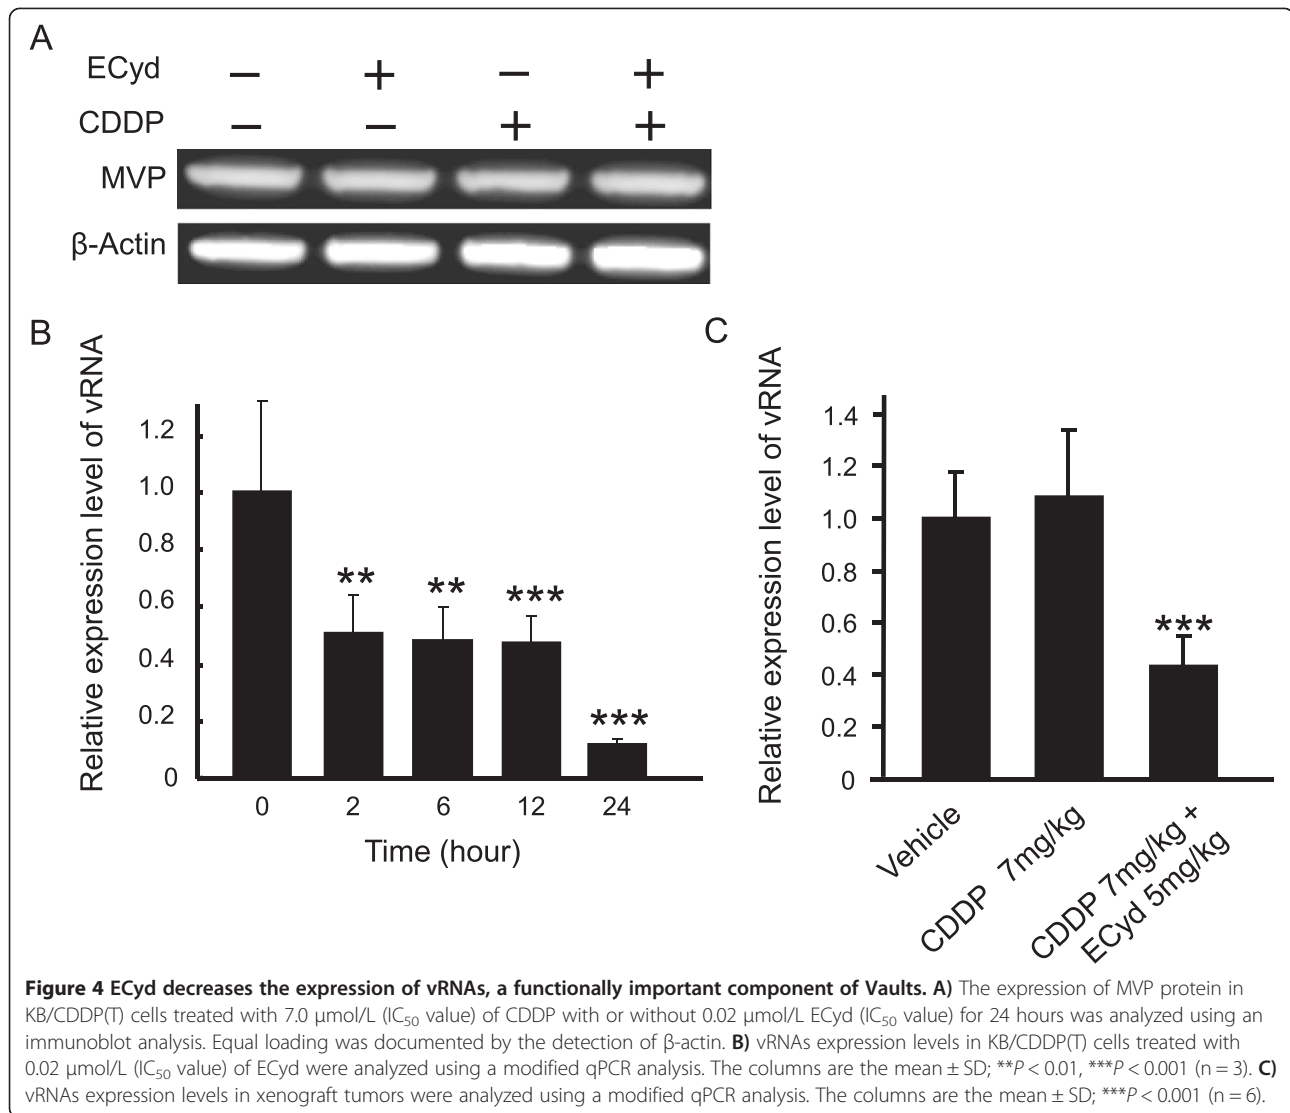 A
ECyd − + − +
CDDP − − + +
MVP
β-Actin
B
Relative expression level of vRNA
1.2
1.0
0.8
0.6
0.4
0.2
0
** ** *** ***
0 2 6 12 24
Time (hour)
C
Relative expression level of vRNA
1.4
1.2
1.0
0.8
0.6
0.4
0.2
0
***
Vehicle
CDDP 7mg/kg
CDDP 7mg/kg +
ECyd 5mg/kg
Figure 4 ECyd decreases the expression of vRNAs, a functionally important component of Vaults. A) The expression of MVP protein in
KB/CDDP(T) cells treated with 7.0 μmol/L (IC50 value) of CDDP with or without 0.02 μmol/L ECyd (IC50 value) for 24 hours was analyzed using an
immunoblot analysis. Equal loading was documented by the detection of β-actin. B) vRNAs expression levels in KB/CDDP(T) cells treated with
0.02 μmol/L (IC50 value) of ECyd were analyzed using a modified qPCR analysis. The columns are the mean ± SD; **P < 0.01, ***P < 0.001 (n = 3). C)
vRNAs expression levels in xenograft tumors were analyzed using a modified qPCR analysis. The columns are the mean ± SD; ***P < 0.001 (n = 6).